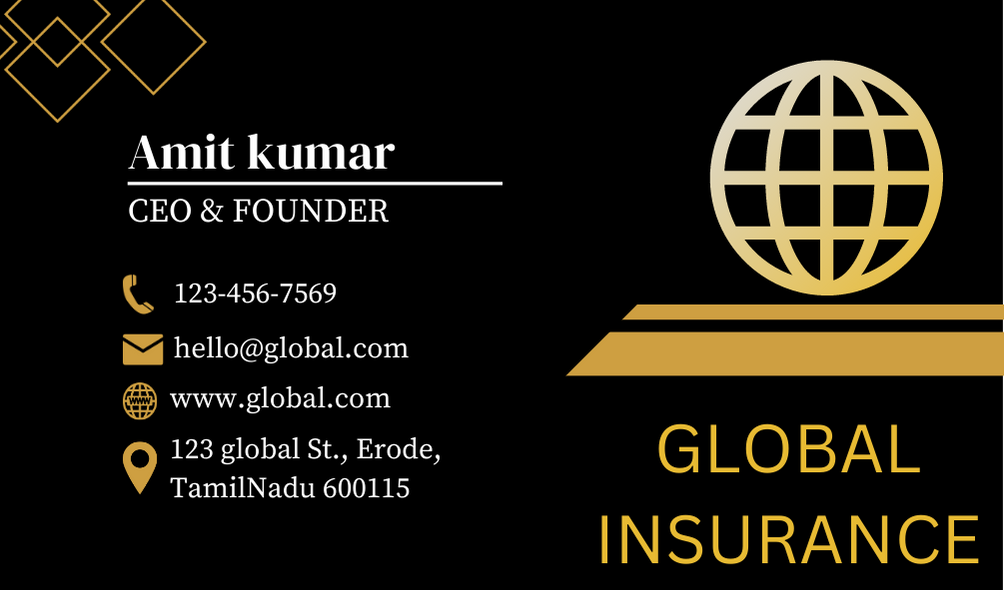 Amit kumar
CEO & FOUNDER
123-456-7569
hello@global.com
www.global.com
123 global St., Erode,
TamilNadu 600115
GLOBAL
INSURANCE